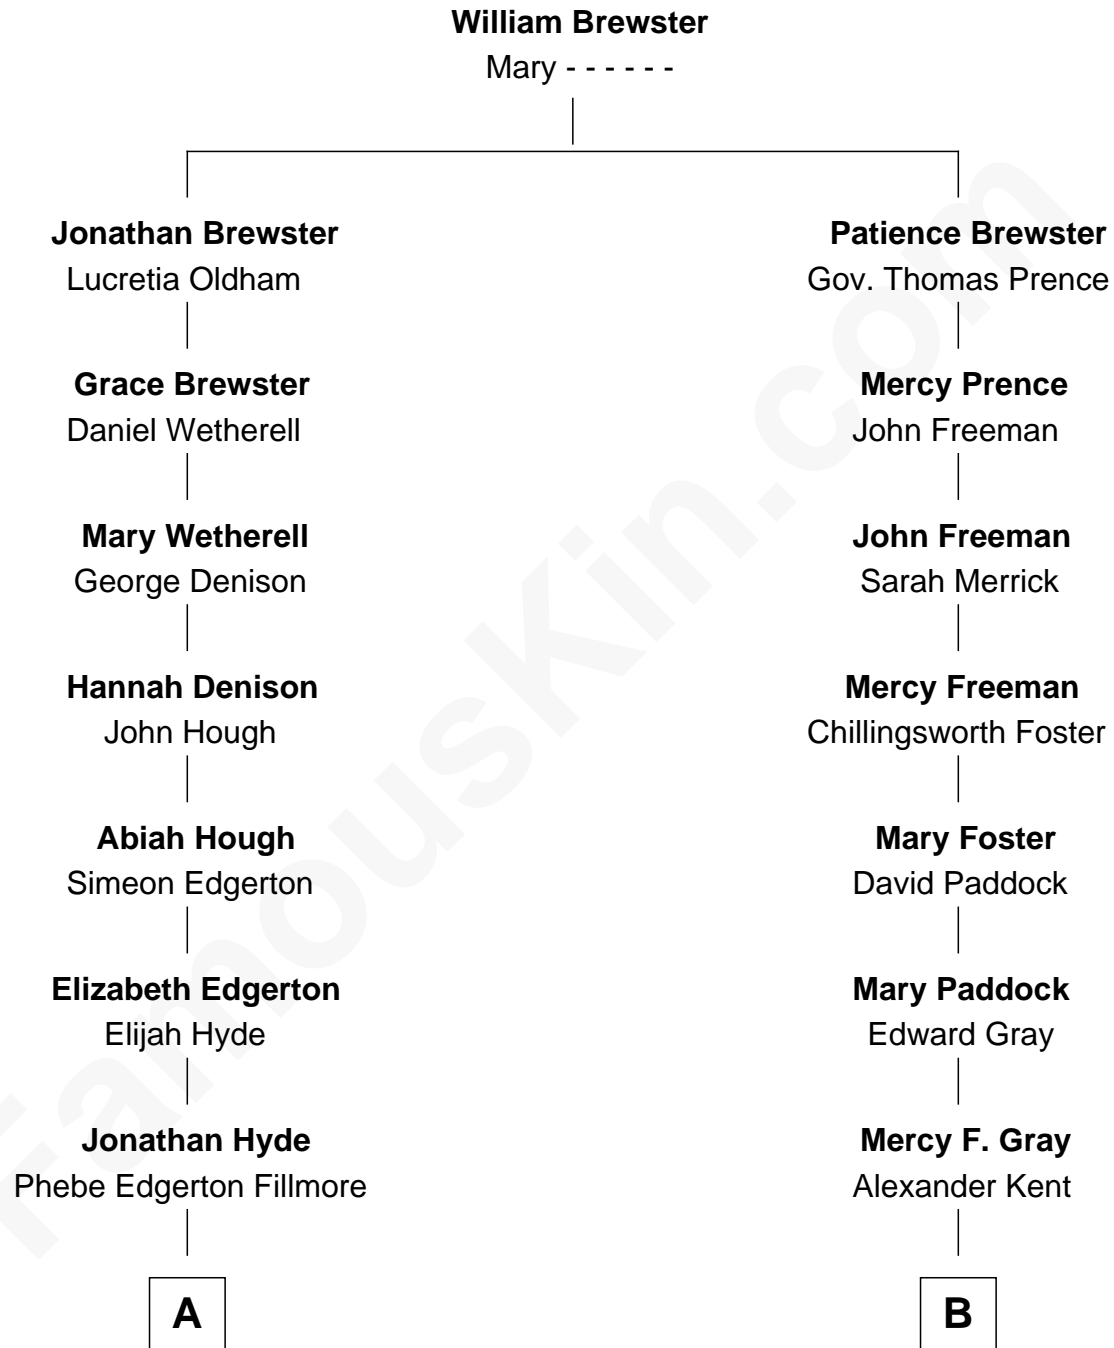 William Brewster
Mary - - - - - -
Jonathan Brewster
Lucretia Oldham
Grace Brewster
Daniel Wetherell
Mary Wetherell
George Denison
Hannah Denison
John Hough
Abiah Hough
Simeon Edgerton
Elizabeth Edgerton
Elijah Hyde
Jonathan Hyde
Phebe Edgerton Fillmore
A
Patience Brewster
Gov. Thomas Prence
Mercy Prence
John Freeman
John Freeman
Sarah Merrick
Mercy Freeman
Chillingsworth Foster
Mary Foster
David Paddock
Mary Paddock
Edward Gray
Mercy F. Gray
Alexander Kent
B
FamousKin.com